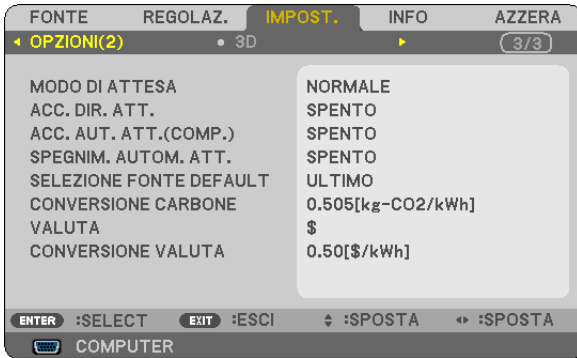 FONTE REGOLAZ. IMPOST. INFO AZZERA
OPZIONI(2) 3D 3/3
MODO DI ATTESA NORMALE
ACC. DIR. ATT. SPENTO
ACC. AUT. ATT.(COMP.) SPENTO
SPEGNIM. AUTOM. ATT. SPENTO
SELEZIONE FONTE DEFAULT ULTIMO
CONVERSIONE CARBONE 0.505[kg-CO2/kWh]
VALUTA $
CONVERSIONE VALUTA 0.50[$/kWh]
ENTER :SELECT EXIT :ESCI :SPOSTA :SPOSTA
COMPUTER